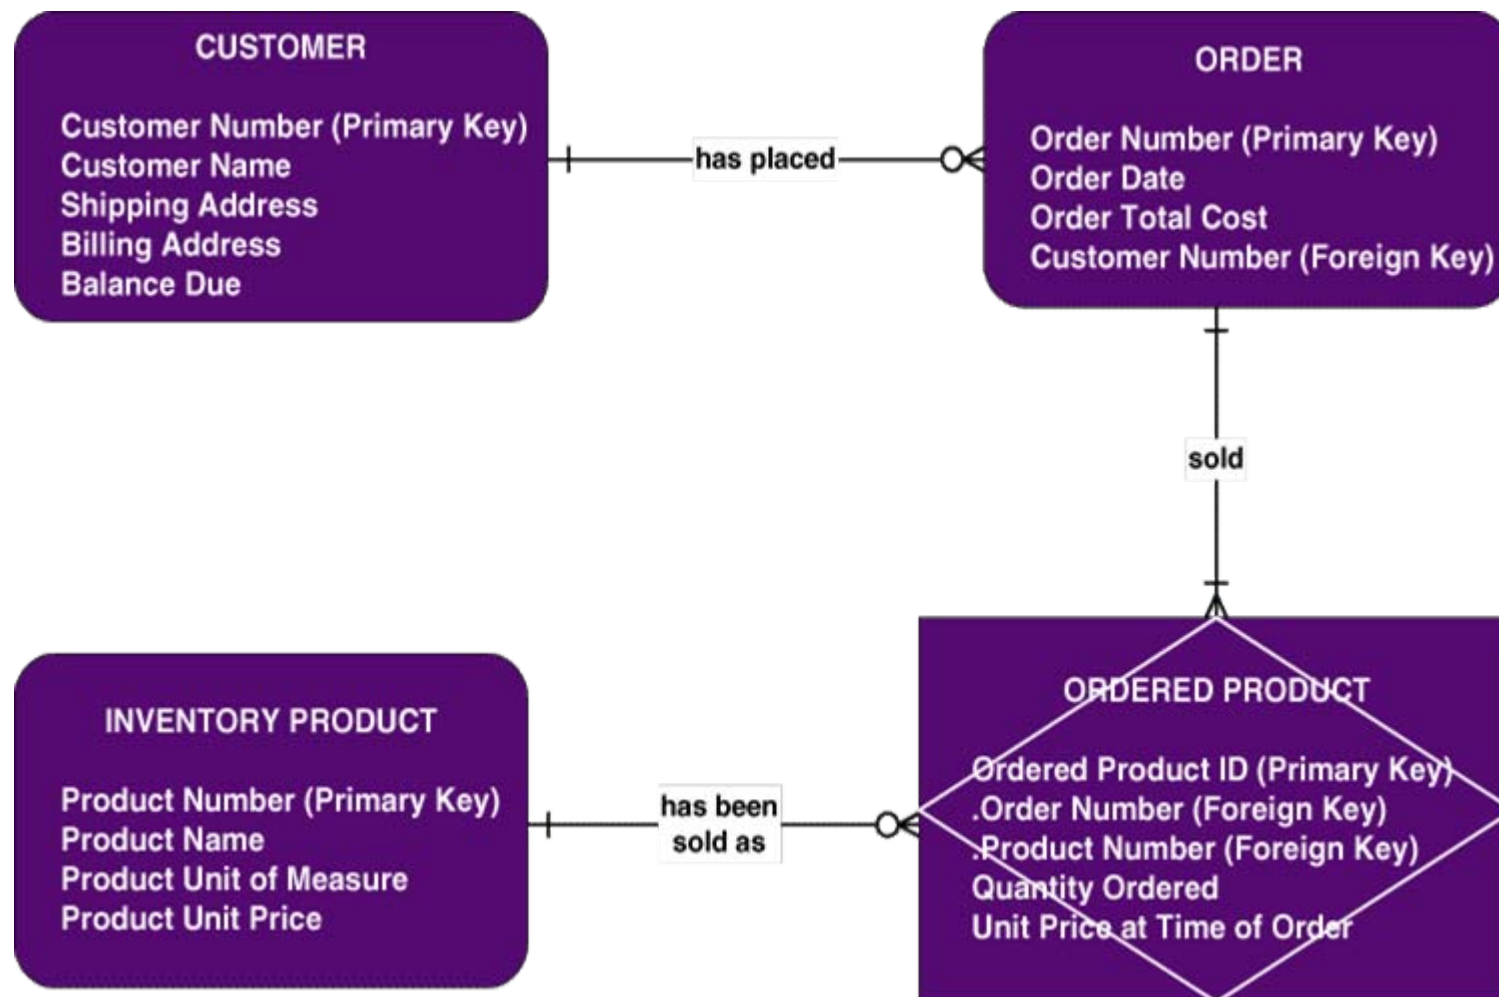 CUSTOMER
Customer Number (Primary Key)
Customer Name
Shipping Address
Billing Address
Balance Due
has placed
ORDER
Order Number (Primary Key)
Order Date
Order Total Cost
Customer Number (Foreign Key)
sold
INVENTORY PRODUCT
Product Number (Primary Key)
Product Name
Product Unit of Measure
Product Unit Price
has been
sold as
ORDERED PRODUCT
Ordered Product ID (Primary Key)
.Order Number (Foreign Key)
.Product Number (Foreign Key)
Quantity Ordered
Unit Price at Time of Order